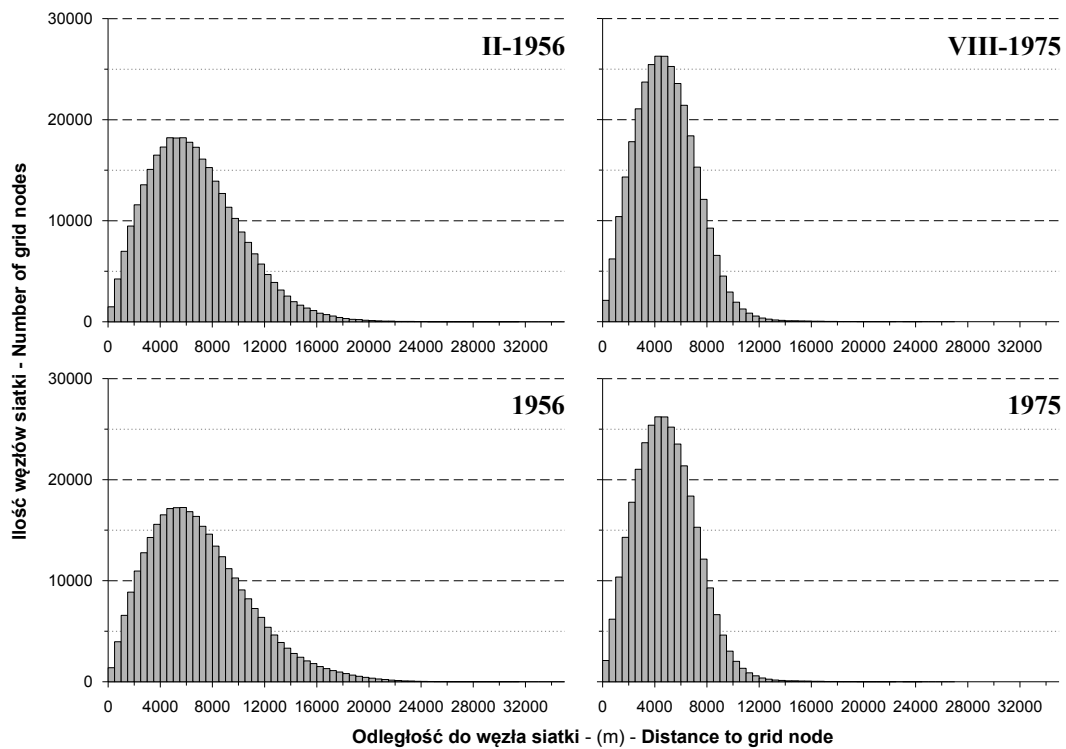 Ilość węzłów siatki - Number of grid nodes
30000
20000
10000
0
II-1956
0 4000 8000 12000 16000 20000 24000 28000 32000
VIII-1975
0 4000 8000 12000 16000 20000 24000 28000 32000
30000
20000
10000
0
1956
0 4000 8000 12000 16000 20000 24000 28000 32000
1975
0 4000 8000 12000 16000 20000 24000 28000 32000
Odległość do węzła siatki - (m) - Distance to grid node